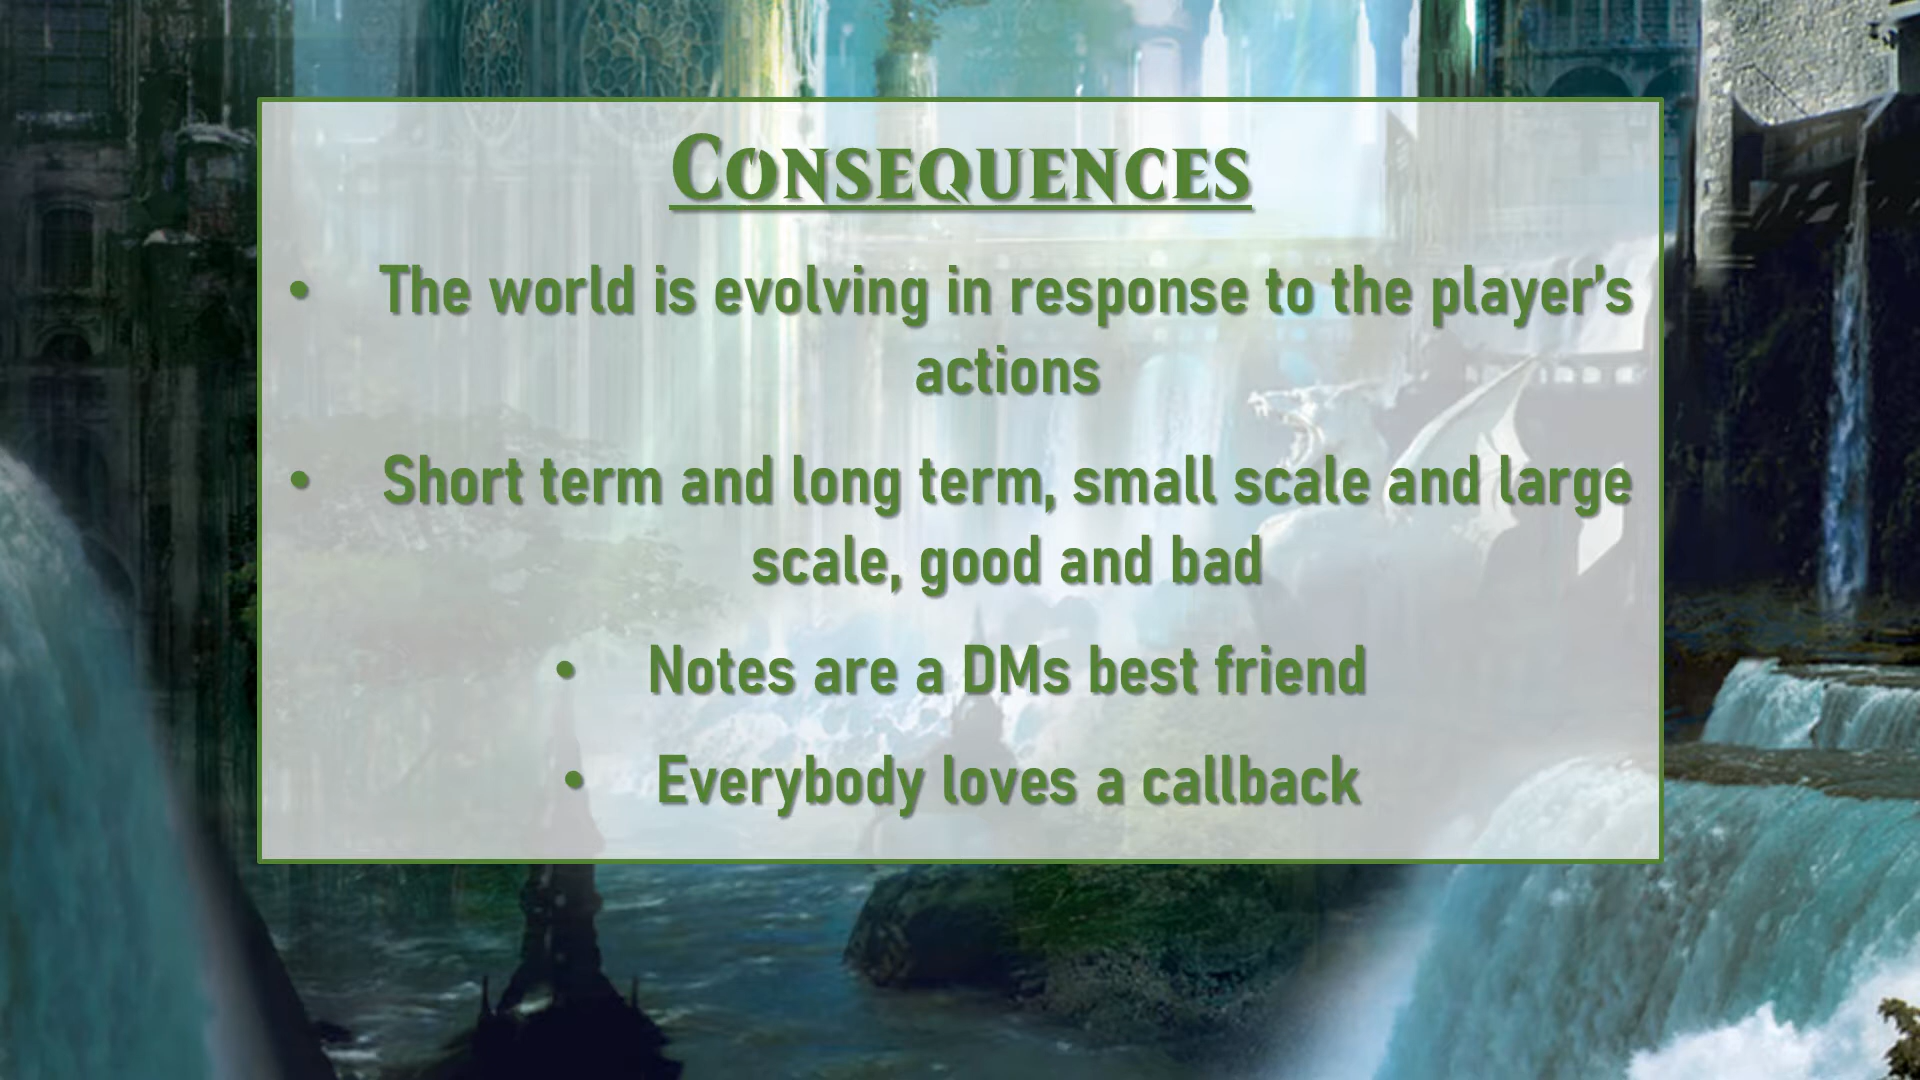 Consequences
• The world is evolving in response to the player’s
actions
• Short term and long term, small scale and large
scale, good and bad
• Notes are a DMs best friend
• Everybody loves a callback